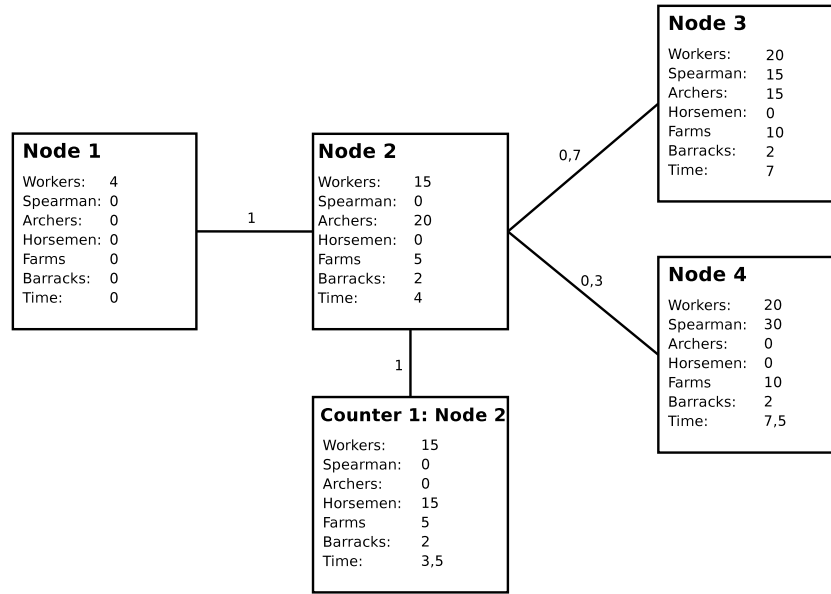 Node 1
Workers: 4
Spearman: 0
Archers: 0
Horsemen: 0
Farms 0
Barracks: 0
Time: 0
1
Node 2
Workers: 15
Spearman: 0
Archers: 20
Horsemen: 0
Farms 5
Barracks: 2
Time: 4
0,7
Node 3
Workers: 20
Spearman: 15
Archers: 15
Horsemen: 0
Farms 10
Barracks: 2
Time: 7
0,3
Node 4
Workers: 20
Spearman: 30
Archers: 0
Horsemen: 0
Farms 10
Barracks: 2
Time: 7,5
1
Counter 1: Node 2
Workers: 15
Spearman: 0
Archers: 0
Horsemen: 15
Farms 5
Barracks: 2
Time: 3,5